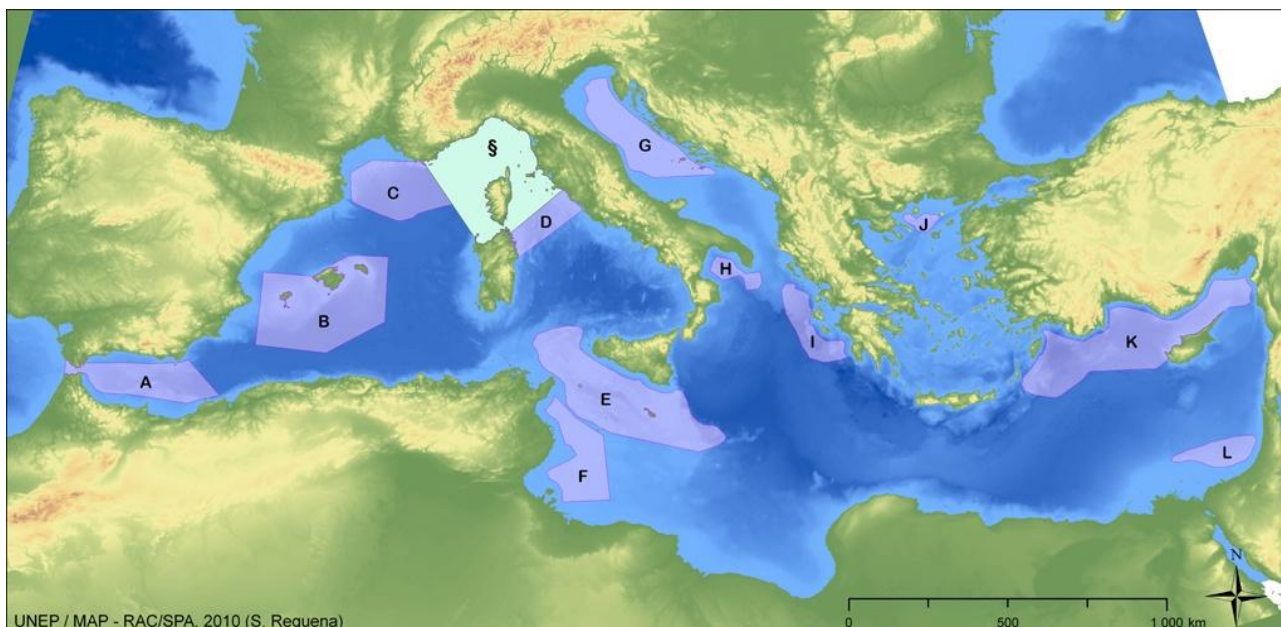 §
G
C
D
J
H
B
I
K
A
E
L
F
N
UNEP / MAP - RAC/SPA, 2010 (S. Requena)
0 500 1 000 km